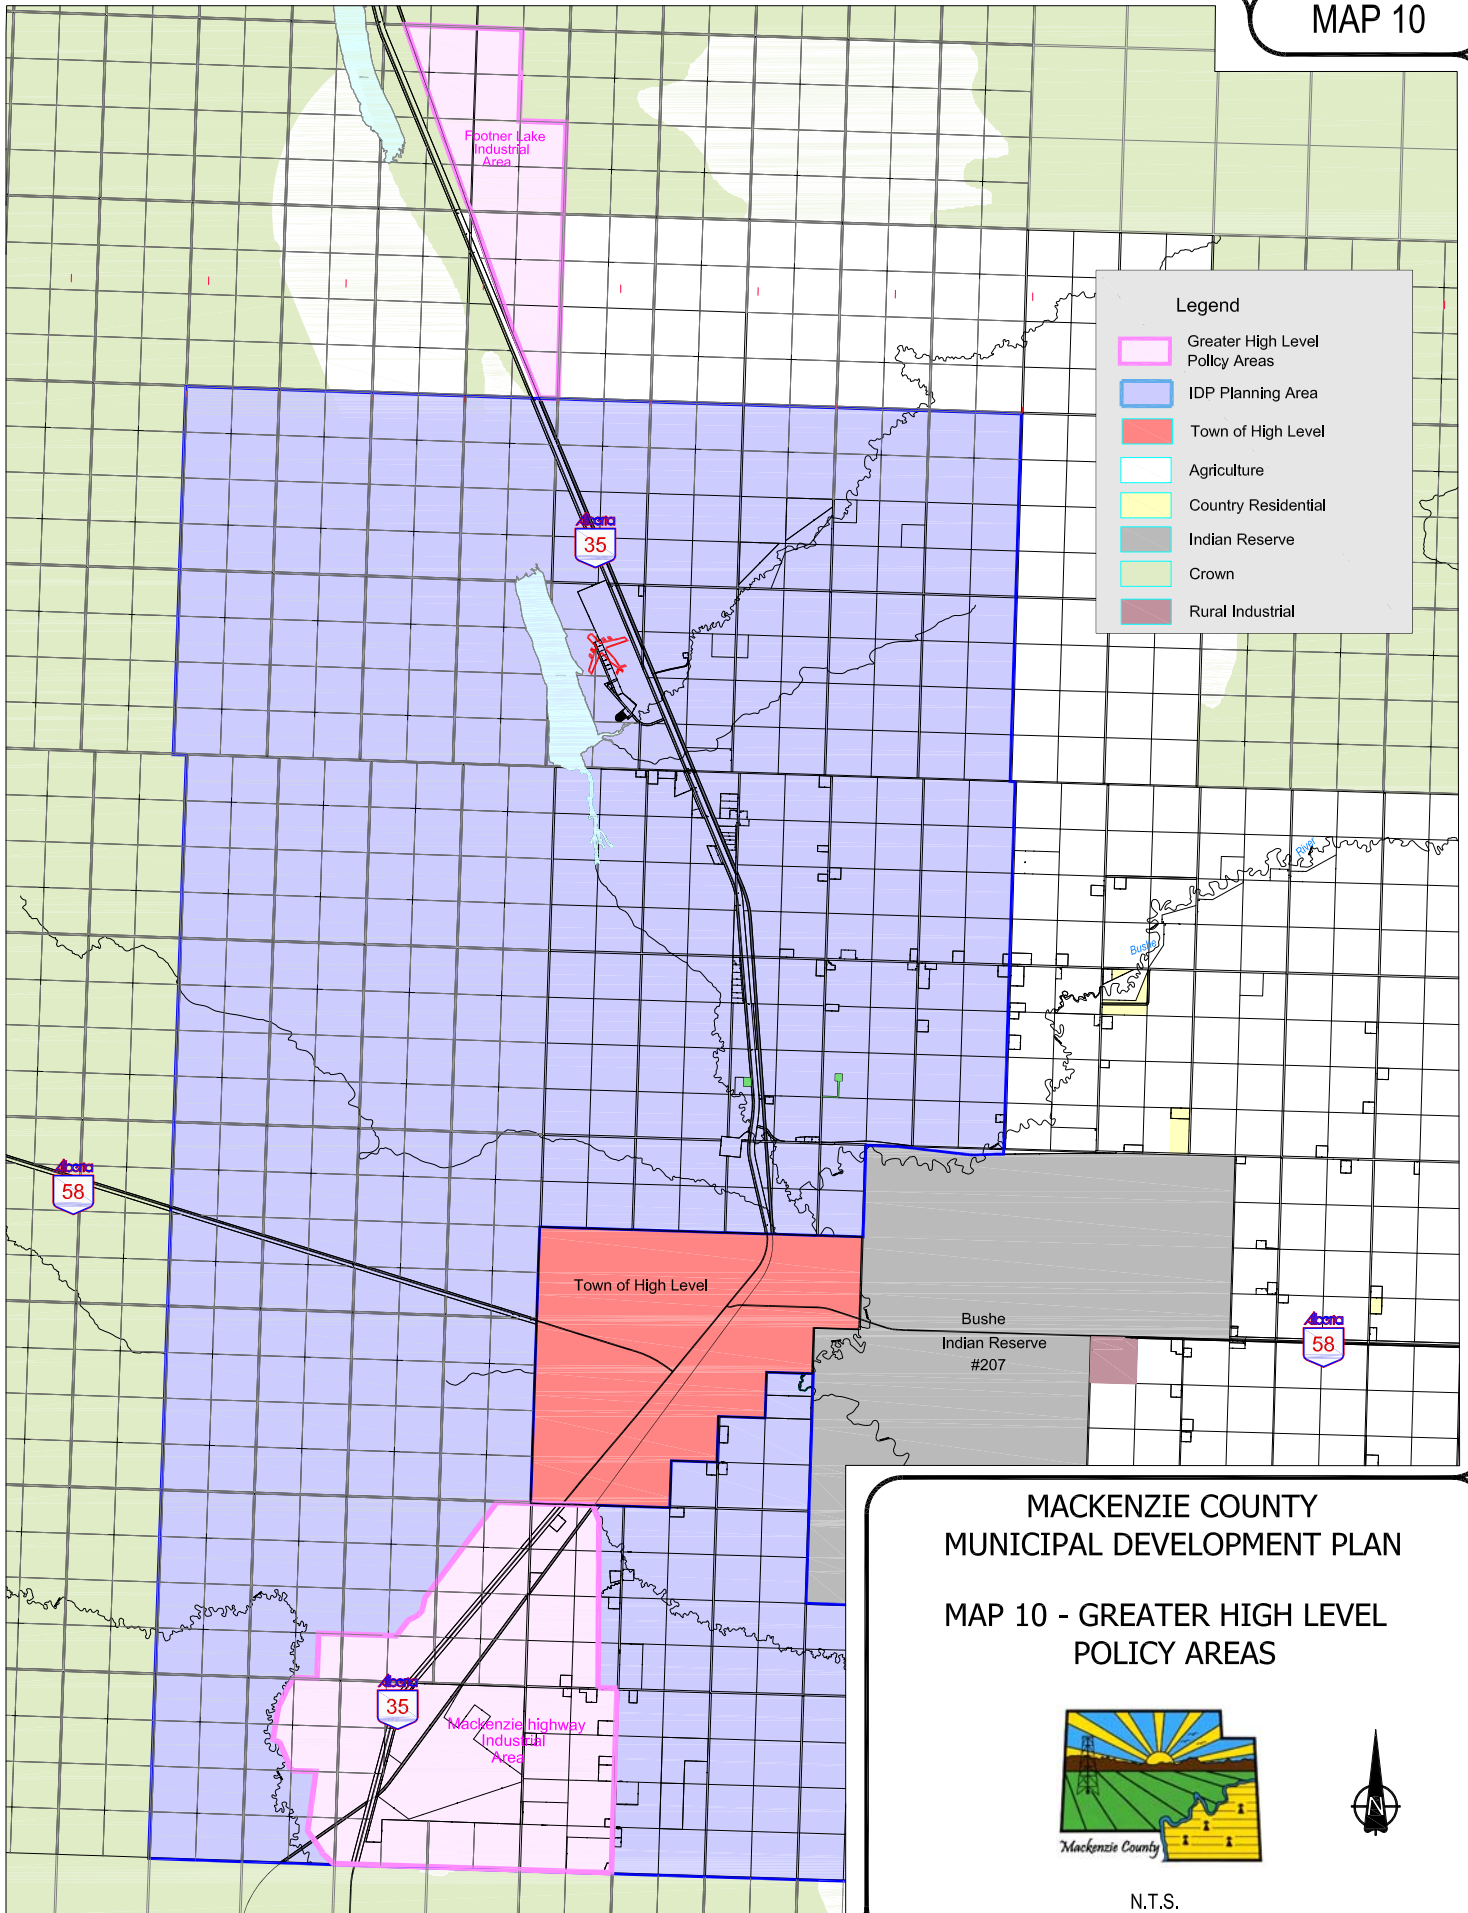 MAP 10
Footner Lake
Industrial
Area
Legend
Greater High Level
Policy Areas
IDP Planning Area
Town of High Level
Agriculture
Country Residential
Indian Reserve
Crown
Rural Industrial
Alberta
35
River
Bushe
Alberta
58
Town of High Level
Bushe
Indian Reserve
#207
Alberta
58
Alberta
35
Mackenzie highway
Industrial
Area
MACKENZIE COUNTY
MUNICIPAL DEVELOPMENT PLAN
MAP 10 - GREATER HIGH LEVEL
POLICY AREAS
Mackenzie County
N
N.T.S.